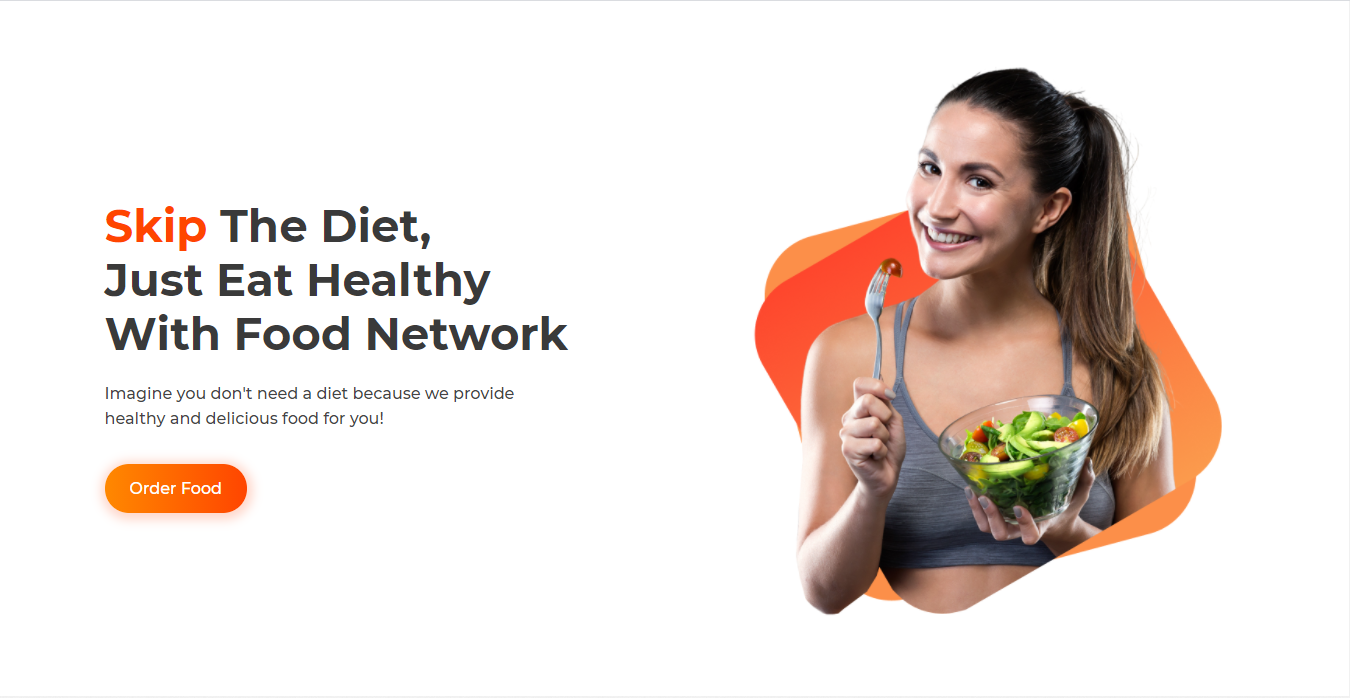 Skip The Diet,
Just Eat Healthy
With Food Network
Imagine you don't need a diet because we provide
healthy and delicious food for you!
Order Food